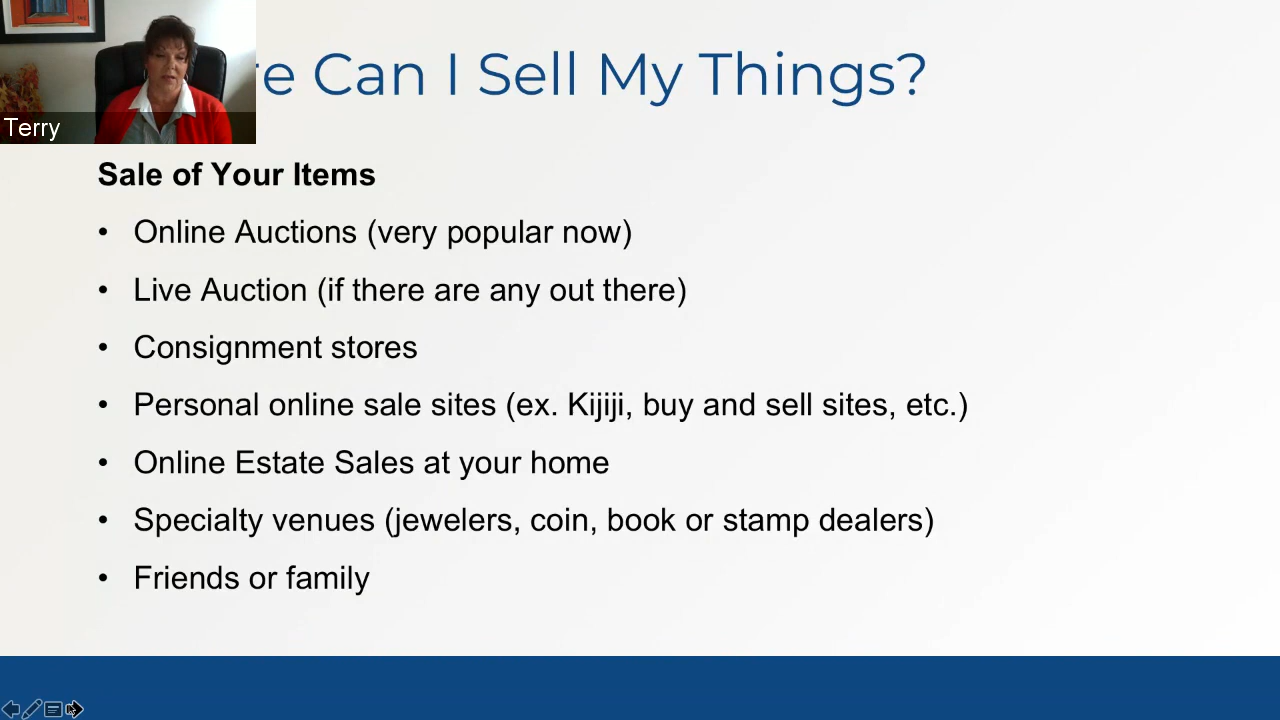 re Can I Sell My Things?
Terry
Sale of Your Items
• Online Auctions (very popular now)
• Live Auction (if there are any out there)
• Consignment stores
• Personal online sale sites (ex. Kijiji, buy and sell sites, etc.)
• Online Estate Sales at your home
• Specialty venues (jewelers, coin, book or stamp dealers)
• Friends or family